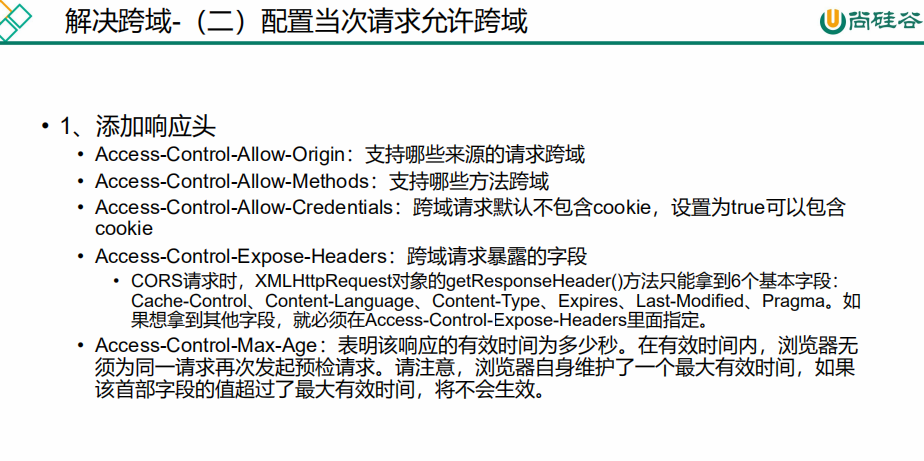 解决跨域-（二）配置当次请求允许跨域
尚硅谷
• 1、添加响应头
• Access-Control-Allow-Origin：支持哪些来源的请求跨域
• Access-Control-Allow-Methods：支持哪些方法跨域
• Access-Control-Allow-Credentials：跨域请求默认不包含cookie，设置为true可以包含
cookie
• Access-Control-Expose-Headers：跨域请求暴露的字段
• CORS请求时，XMLHttpRequest对象的getResponseHeader()方法只能拿到6个基本字段：
Cache-Control、Content-Language、Content-Type、Expires、Last-Modified、Pragma。如
果想拿到其他字段，就必须在Access-Control-Expose-Headers里面指定。
• Access-Control-Max-Age：表明该响应的有效时间为多少秒。在有效时间内，浏览器无
须为同一请求再次发起预检请求。请注意，浏览器自身维护了一个最大有效时间，如果
该首部字段的值超过了最大有效时间，将不会生效。